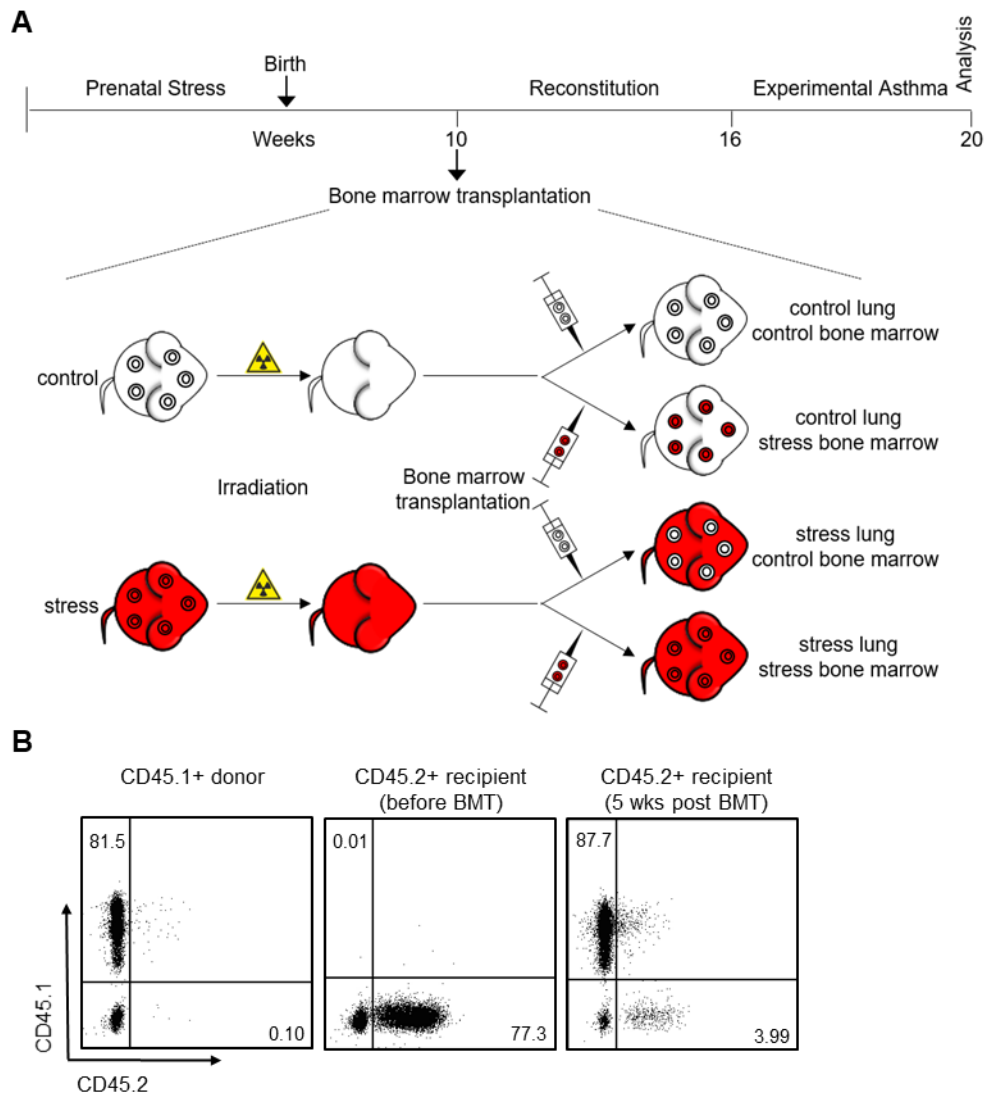 A
Analysis
Birth
Prenatal Stress
Reconstitution
Experimental Asthma
Weeks
10
16
20
Bone marrow transplantation
control
control lung
control bone marrow
control lung
stress bone marrow
Irradiation
Bone marrow
transplantation
stress
stress lung
control bone marrow
stress lung
stress bone marrow
B
CD45.1+ donor
CD45.2+ recipient
(before BMT)
CD45.2+ recipient
(5 wks post BMT)
81.5
0.10
0.01
77.3
87.7
3.99
CD45.1
CD45.2